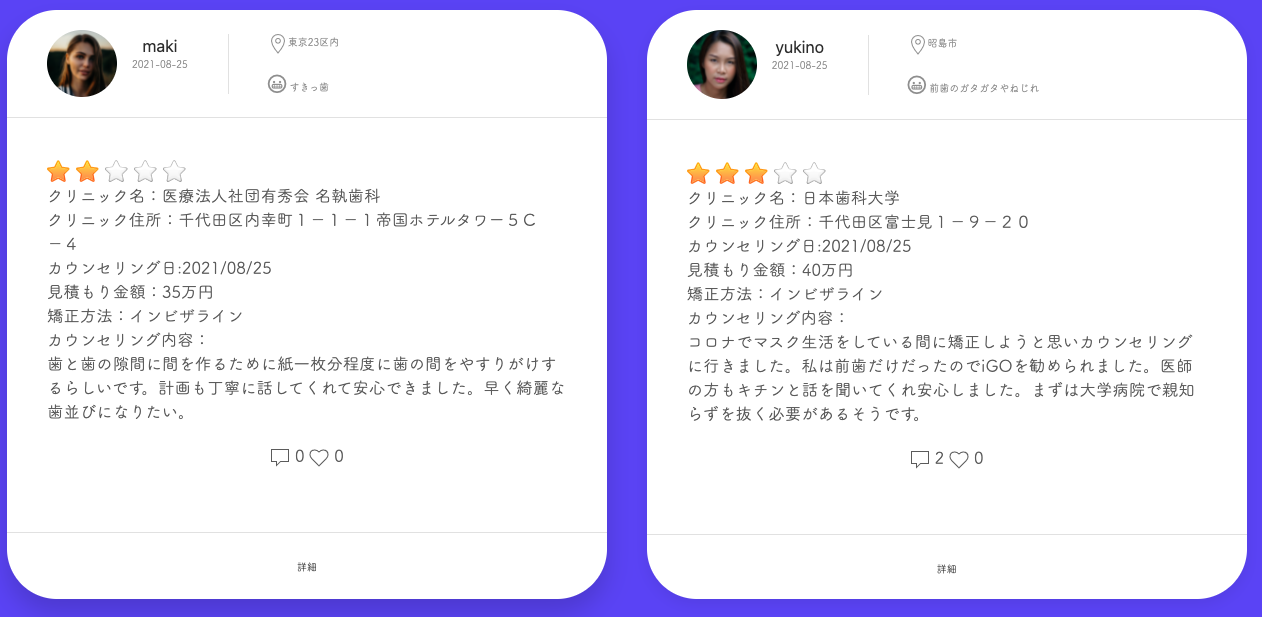 maki
2021-08-25
東京23区内
すきっ歯
クリニック名：医療法人社団有秀会 名執歯科
クリニック住所：千代田区内幸町１－１－１帝国ホテルタワー５Ｃ
－４
カウンセリング日:2021/08/25
見積もり金額：35万円
矯正方法：インビザライン
カウンセリング内容：
歯と歯の隙間に間を作るために紙一枚分程度に歯の間をやすりがけす
るらしいです。計画も丁寧に話してくれて安心できました。早く綺麗な
歯並びになりたい。
0 0
詳細
yukino
2021-08-25
昭島市
前歯のガタガタやねじれ
クリニック名：日本歯科大学
クリニック住所：千代田区富士見１－９－２０
カウンセリング日:2021/08/25
見積もり金額：40万円
矯正方法：インビザライン
カウンセリング内容：
コロナでマスク生活をしている間に矯正しようと思いカウンセリング
に行きました。私は前歯だけだったのでiGOを勧められました。医師
の方もキチンと話を聞いてくれ安心しました。まずは大学病院で親知
らずを抜く必要があるそうです。
2 0
詳細